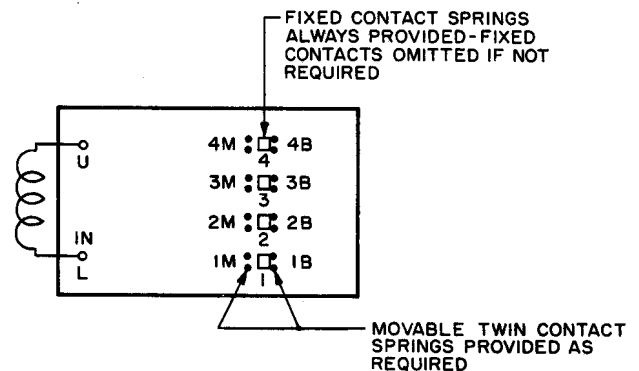 FIXED CONTACT SPRINGS
ALWAYS PROVIDED-FIXED
CONTACTS OMITTED IF NOT
REQUIRED
4M 4B
4
U
3M 3B
3
2M 2B
2
IN
L
1M 1B
1
MOVABLE TWIN CONTACT
SPRINGS PROVIDED AS
REQUIRED